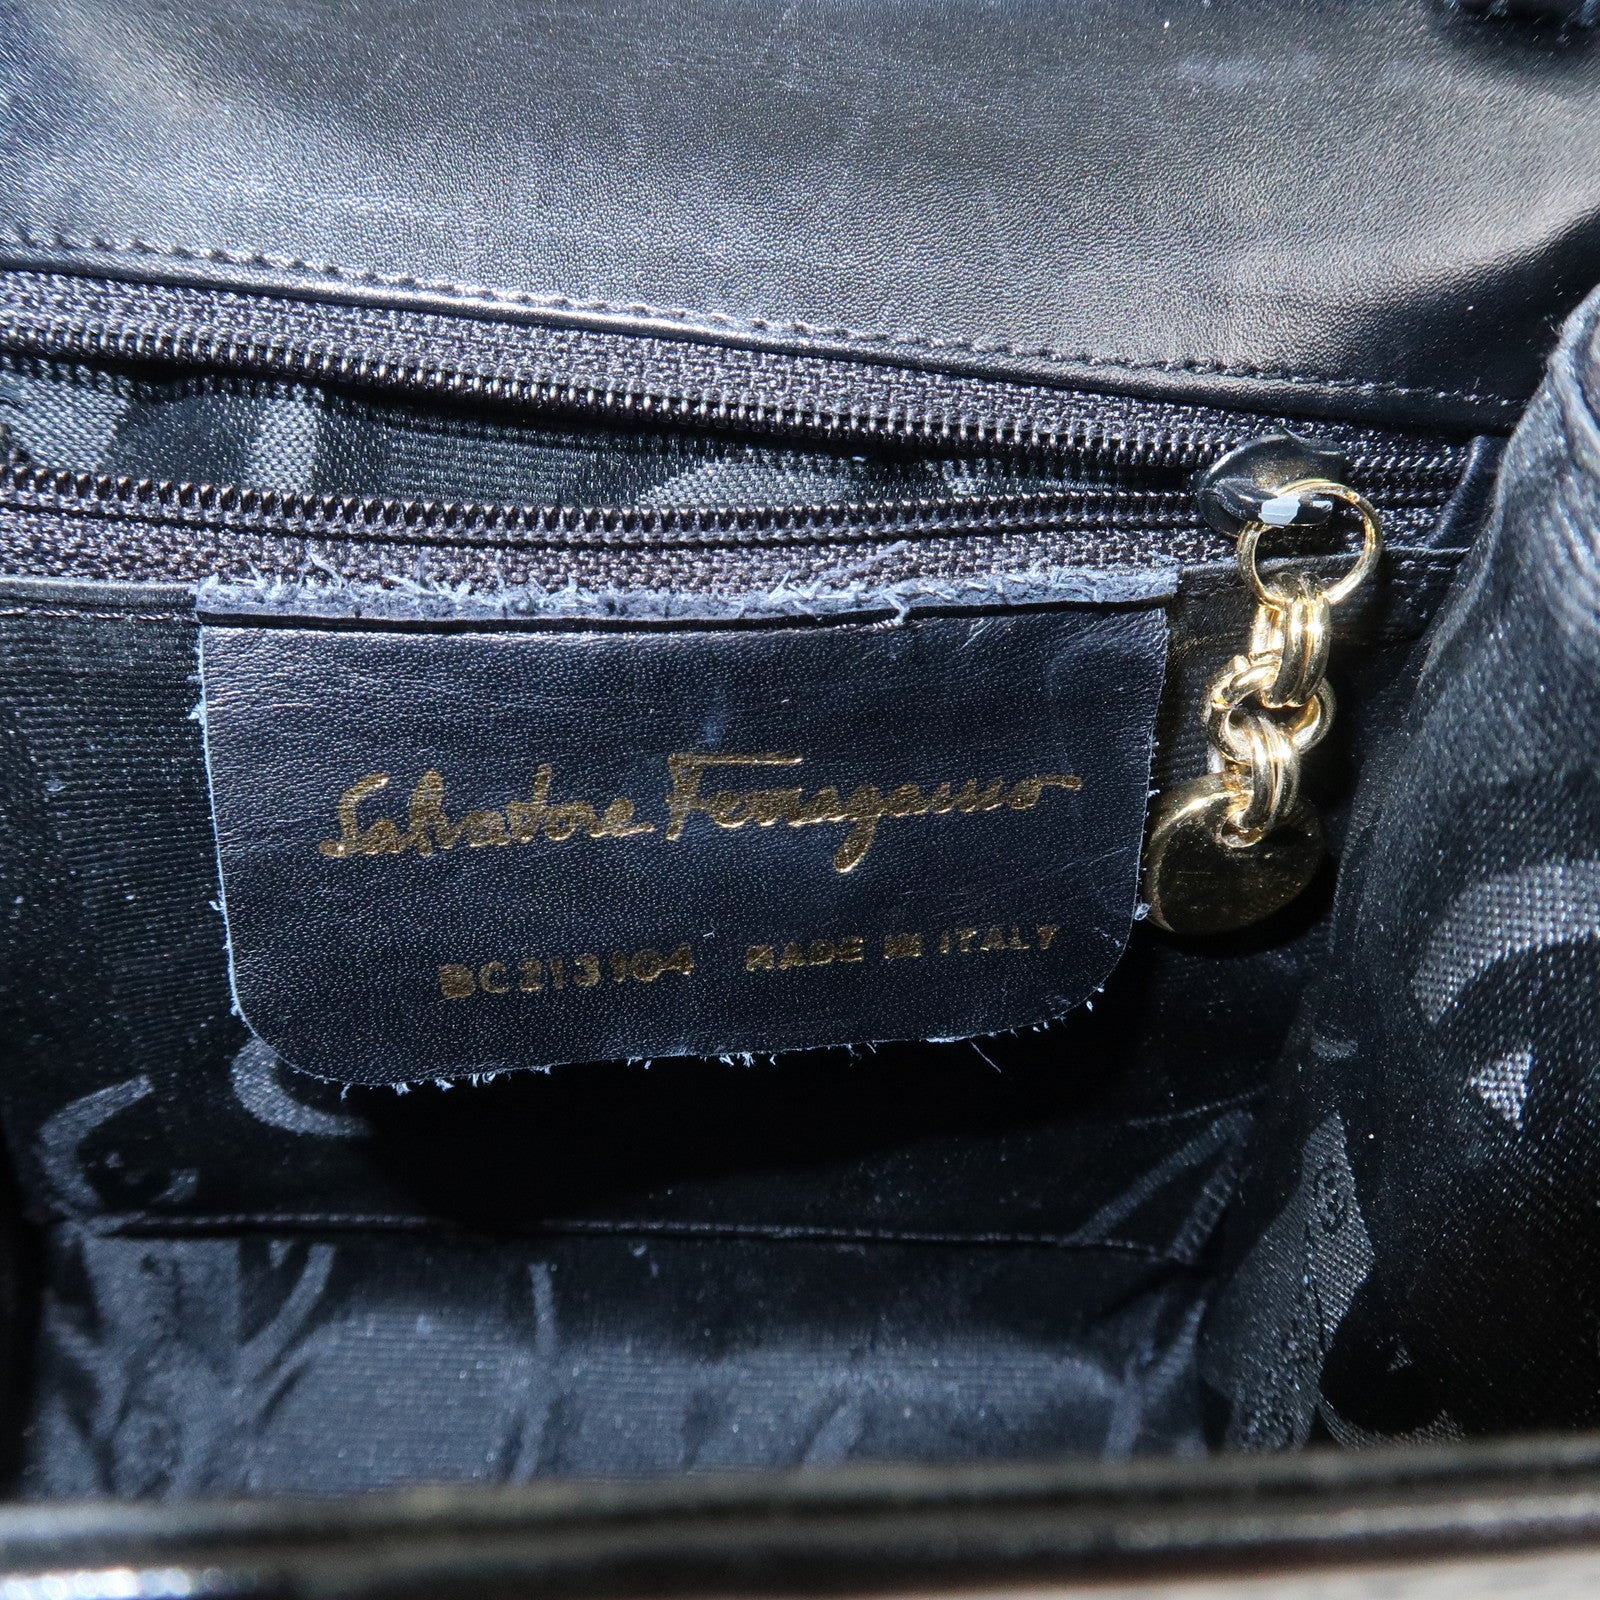 Salvatore Ferragamo
BC213104 MADE IN ITALY